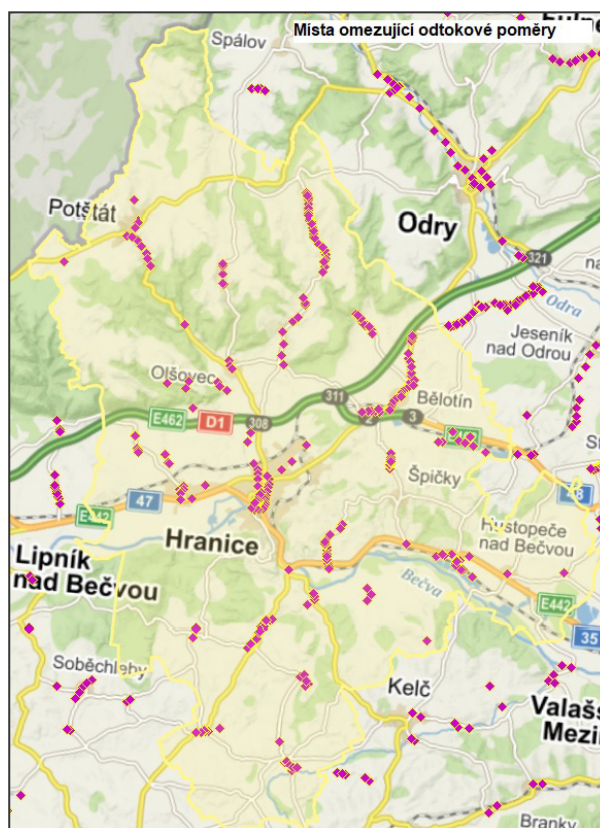 Místa omezující odtokové poměry
Spálov
Potštát
Odry
321
Odra
Jeseník
nad Odrou
Olšovec
311
E462
D1
308
2
3
Bělotín
47
E442
Špičky
48
Hranice
Hustopeče
nad Bečvou
Lipník
nad Bečvou
Bečva
E442
35
Soběchleby
Kelč
Valašs
Mezi
Branky